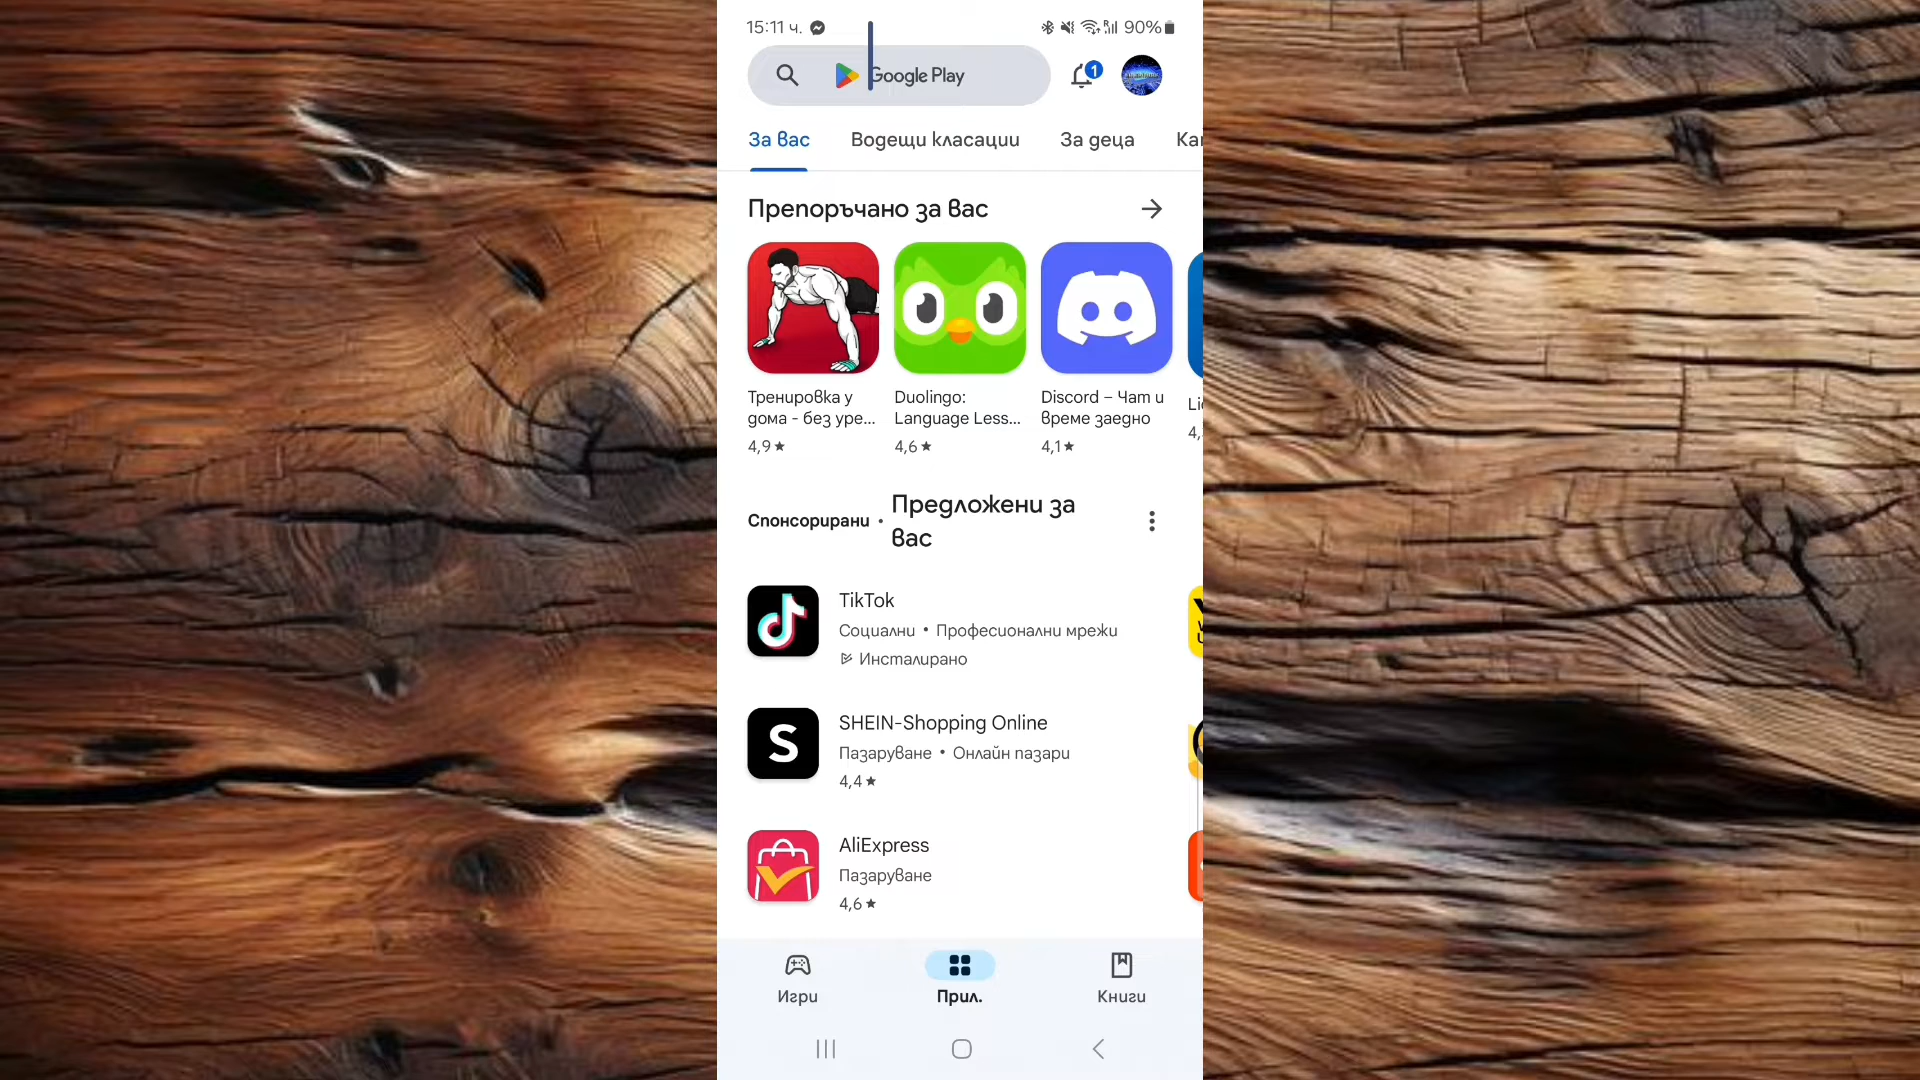 15:11 ч.
90%
Google Play
1
За вас
Водещи класации
За деца
Препоръчано за вас
Тренировка у
дома - без уре...
4,9 ★
Duolingo:
Language Less...
4,6 ★
Discord – Чат и
време заедно
4,1 ★
Спонсорирани •
Предложени за
вас
TikTok
Социални • Професионални мрежи
Инсталирано
S
SHEIN-Shopping Online
Пазаруване • Онлайн пазари
4,4 ★
AliExpress
Пазаруване
4,6 ★
Игри
Прил.
Книги